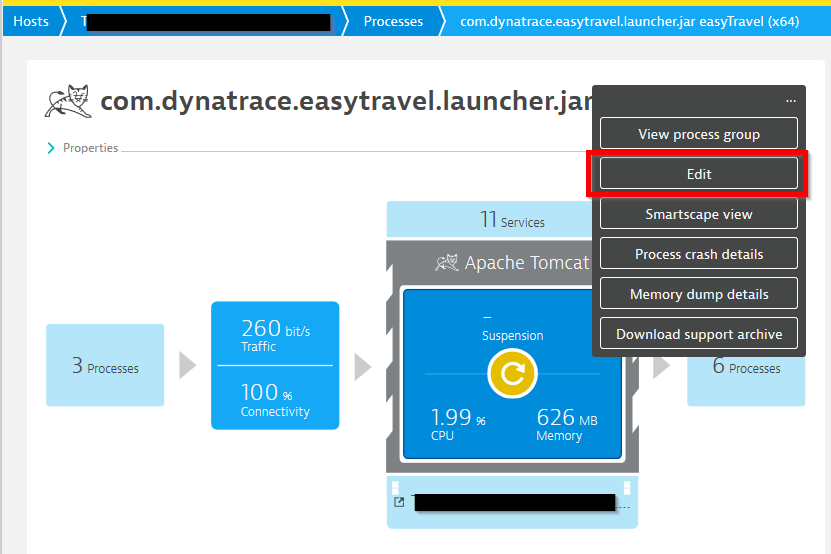 Hosts
T
Processes
com.dynatrace.easytravel.launcher.jar easyTravel (x64)
com.dynatrace.easytravel.launcher.jar
...
Properties
View process group
Edit
Smartscape view
Process crash details
Memory dump details
Download support archive
11 Services
Apache Tomcat
3 Processes
260 bit/s
Traffic
100 %
Connectivity
–
Suspension
1.99 %
CPU
626 MB
Memory
6 Processes
....